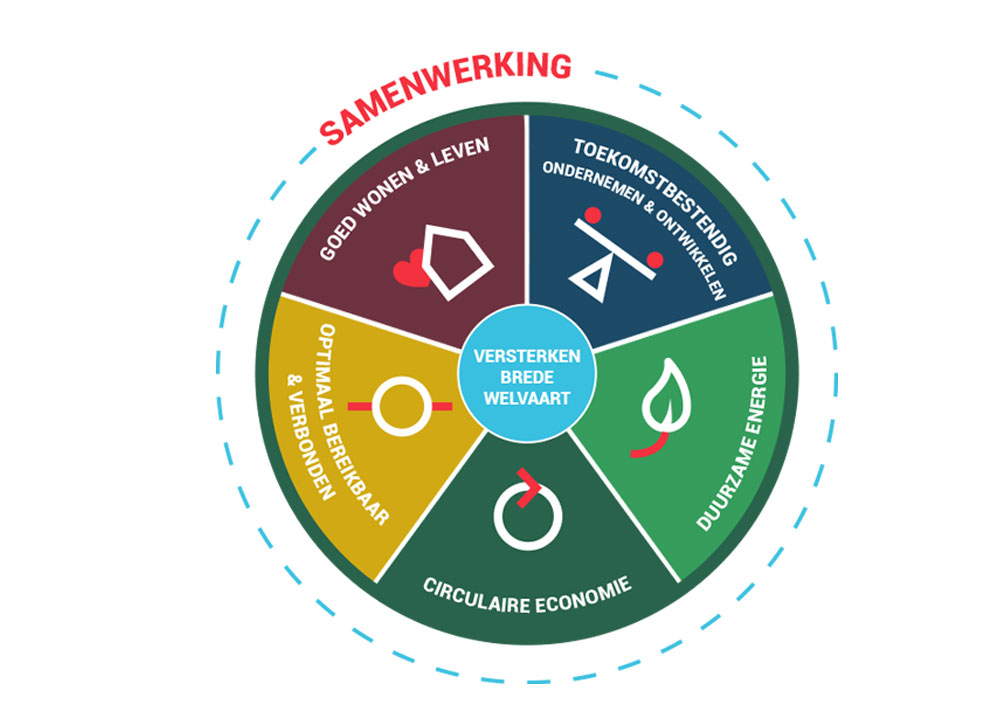 SAMENWERKING
GOED WONEN & LEVEN
TOEKOMSTBESTENDIG
ONDERNEMEN & ONTWIKKELEN
OPTIMAAL BEREIKBAAR
& VERBONDEN
VERSTERKEN
BREDE
WELVAART
DUURZAME ENERGIE
CIRCULAIRE ECONOMIE